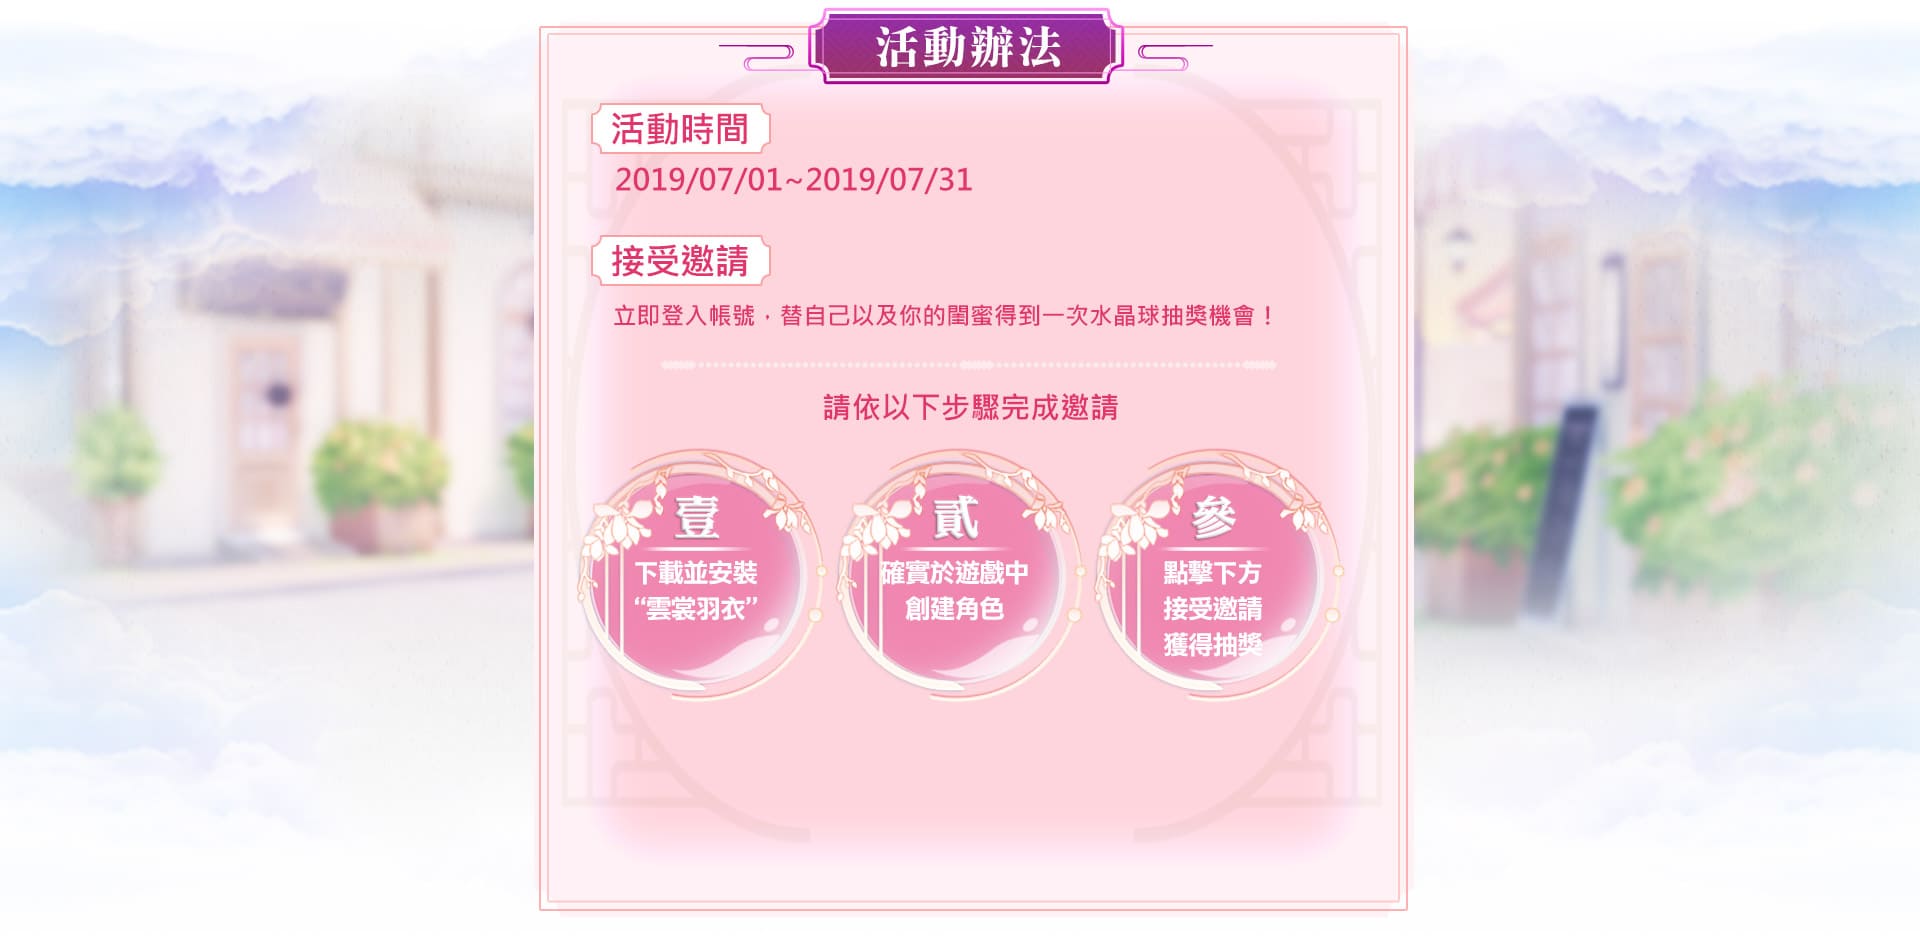 活動辦法
活動時間
2019/07/01~2019/07/31
接受邀請
立即登入帳號，替自己以及你的閨蜜得到一次水晶球抽獎機會！
請依以下步驟完成邀請
壹
下載並安裝
“雲裳羽衣”
貳
確實於遊戲中
創建角色
參
點擊下方
接受邀請
獲得抽獎